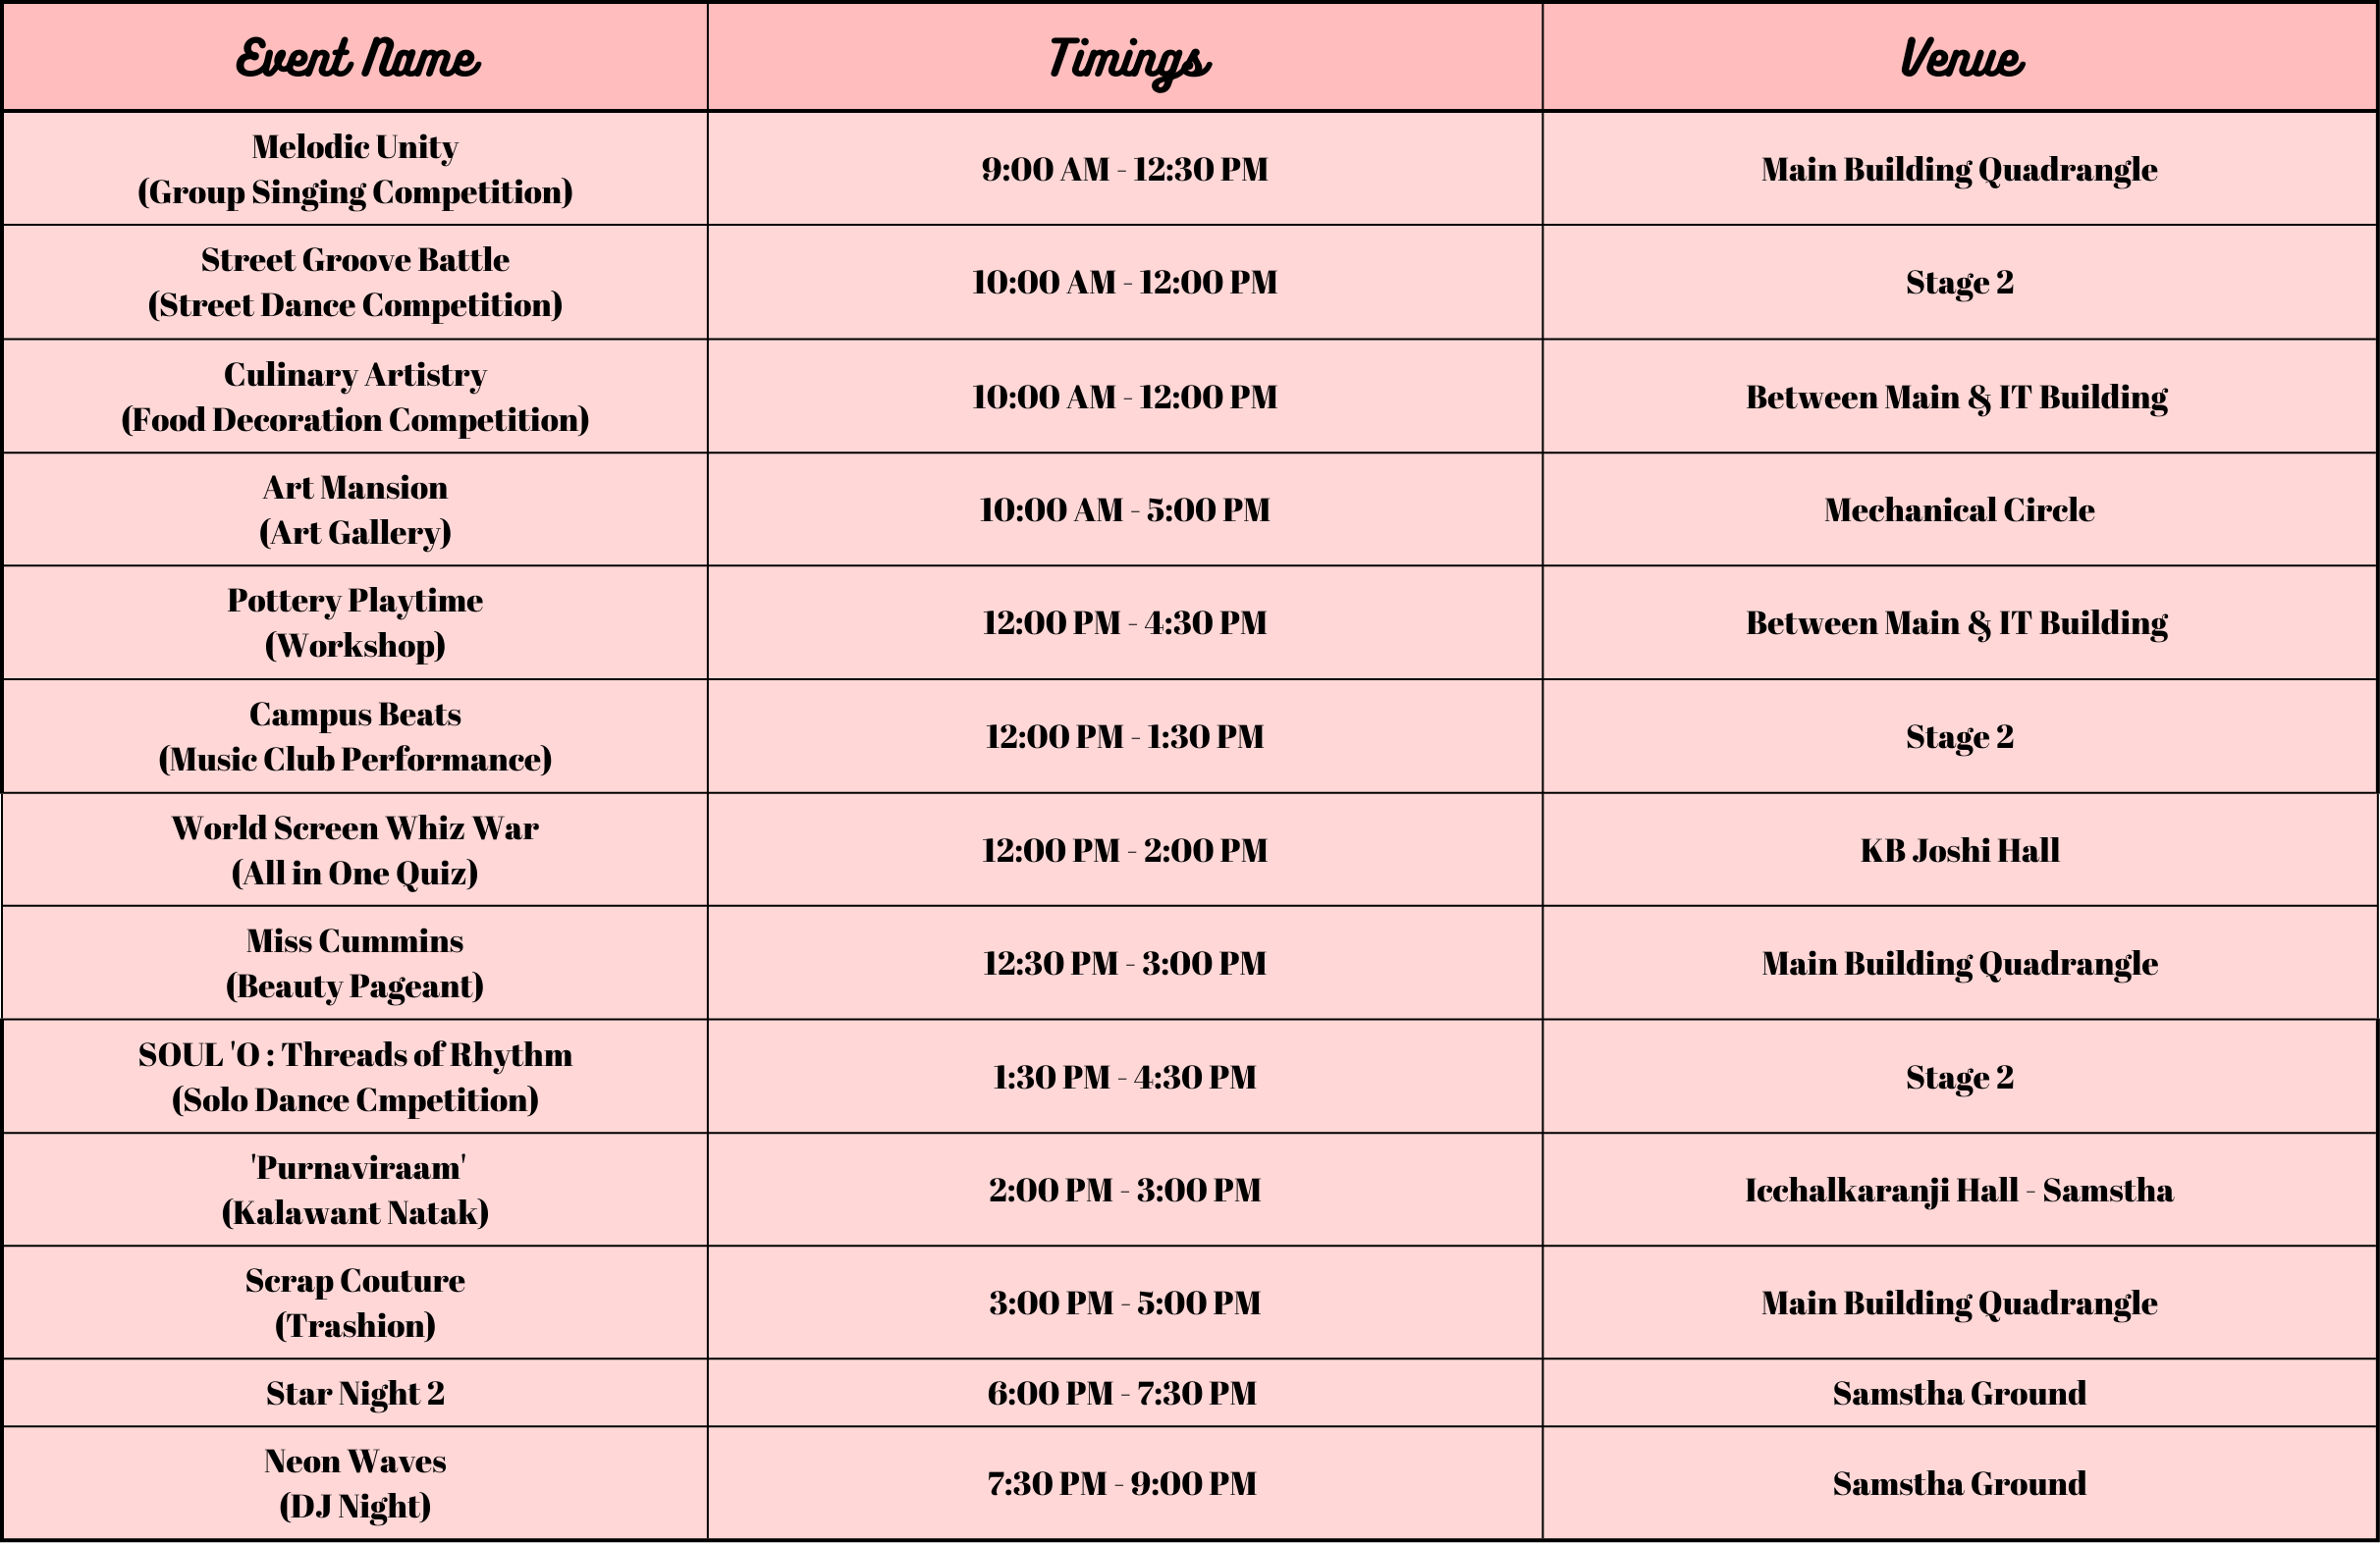 Event Name Timings Venue
Melodic Unity
(Group Singing Competition)
9:00 AM - 12:30 PM
Main Building Quadrangle
Street Groove Battle
(Street Dance Competition)
10:00 AM - 12:00 PM
Stage 2
Culinary Artistry
(Food Decoration Competition)
10:00 AM - 12:00 PM
Between Main & IT Building
Art Mansion
(Art Gallery)
10:00 AM - 5:00 PM
Mechanical Circle
Pottery Playtime
(Workshop)
12:00 PM - 4:30 PM
Between Main & IT Building
Campus Beats
(Music Club Performance)
12:00 PM - 1:30 PM
Stage 2
World Screen Whiz War
(All in One Quiz)
12:00 PM - 2:00 PM
KB Joshi Hall
Miss Cummins
(Beauty Pageant)
12:30 PM - 3:00 PM
Main Building Quadrangle
SOUL 'O : Threads of Rhythm
(Solo Dance Cmpetition)
1:30 PM - 4:30 PM
Stage 2
'Purnaviraam'
(Kalawant Natak)
2:00 PM - 3:00 PM
Icchalkaranji Hall - Samstha
Scrap Couture
(Trashion)
3:00 PM - 5:00 PM
Main Building Quadrangle
Star Night 2
6:00 PM - 7:30 PM
Samstha Ground
Neon Waves
(DJ Night)
7:30 PM - 9:00 PM
Samstha Ground